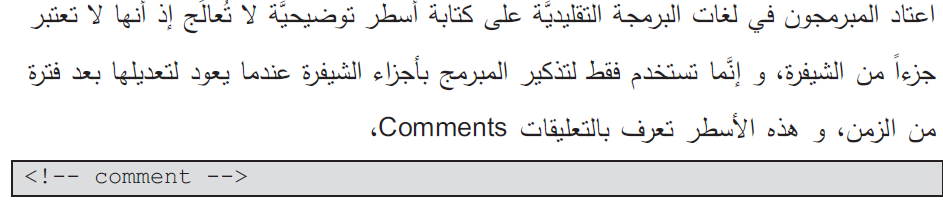 اعتاد المبرمجون في لغات البرمجة التقليديَّة على كتابة أسطر توضيحيَّة لا تُعالَج إذ أنها لا تعتبر
جزءاً من الشيفرة، و إنَّما تستخدم فقط لتذكير المبرمج بأجزاء الشيفرة عندما يعود لتعديلها بعد فترة
من الزمن، و هذه الأسطر تعرف بالتعليقات Comments،
<!-- comment -->